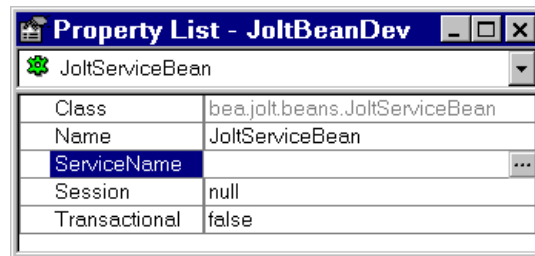 Property List - JoltBeanDev
JoltServiceBean
Class bea.jolt.beans.JoltServiceBean
Name JoltServiceBean
ServiceName ...
Session null
Transactional false